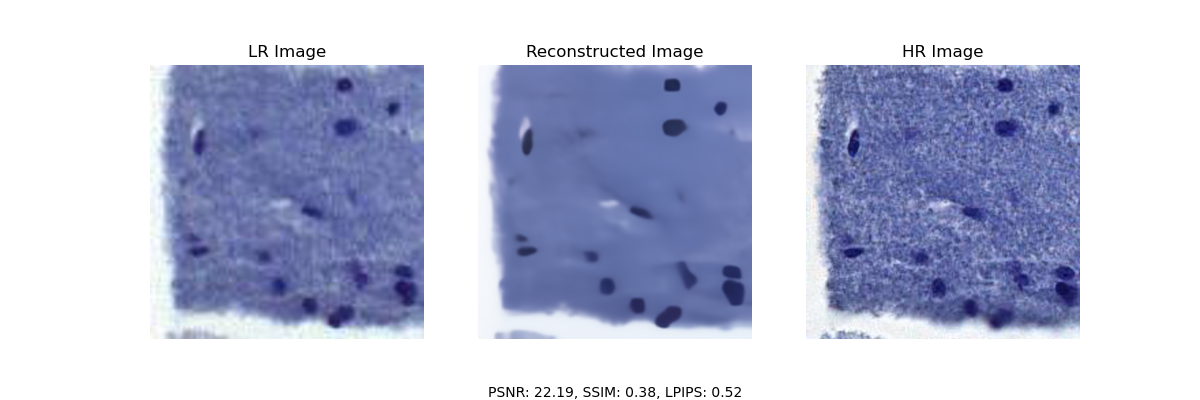 LR Image
Reconstructed Image
HR Image
PSNR: 22.19, SSIM: 0.38, LPIPS: 0.52